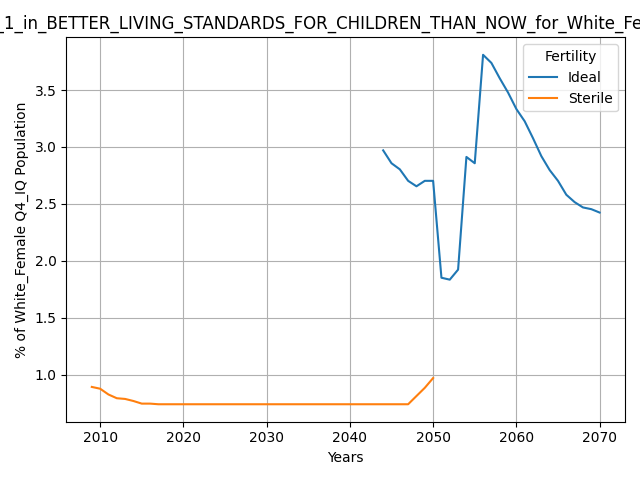 _1_in_BETTER_LIVING_STANDARDS_FOR_CHILDREN_THAN_NOW_for_White_Fe
Fertility
Ideal
Sterile
% of White_Female Q4_IQ Population
3.5
3.0
2.5
2.0
1.5
1.0
2010 2020 2030 2040 2050 2060 2070
Years